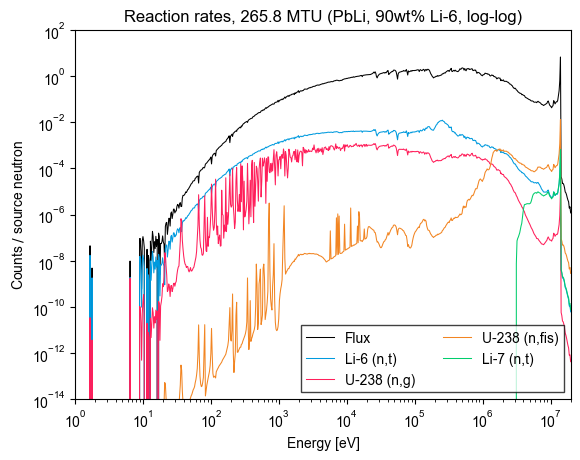 Reaction rates, 265.8 MTU (PbLi, 90wt% Li-6, log-log)
Counts / source neutron
10^2
10^0
10^-2
10^-4
10^-6
10^-8
10^-10
10^-12
10^-14
Flux
Li-6 (n,t)
U-238 (n,g)
U-238 (n,fis)
Li-7 (n,t)
10^0 10^1 10^2 10^3 10^4 10^5 10^6 10^7
Energy [eV]